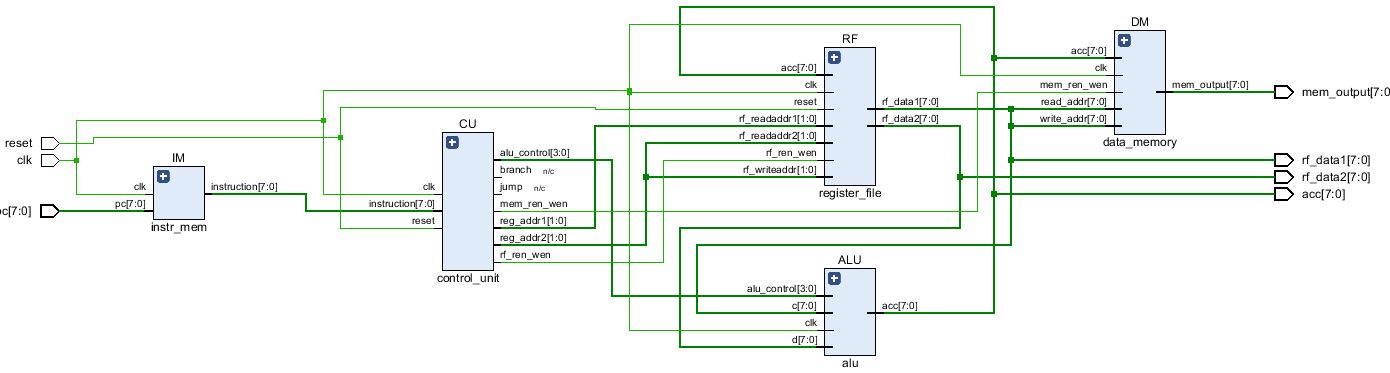 reset
clk
pc[7:0]
IM
clk
pc[7:0]
instruction[7:0]
instr_mem
CU
clk
instruction[7:0]
reset
alu_control[3:0]
branch n/c
jump n/c
mem_ren_wen
reg_addr1[1:0]
reg_addr2[1:0]
rf_ren_wen
control_unit
RF
acc[7:0]
clk
reset
rf_readaddr1[1:0]
rf_readaddr2[1:0]
rf_ren_wen
rf_writeaddr[1:0]
rf_data1[7:0]
rf_data2[7:0]
register_file
ALU
alu_control[3:0]
c[7:0]
clk
d[7:0]
acc[7:0]
alu
DM
acc[7:0]
clk
mem_ren_wen
read_addr[7:0]
write_addr[7:0]
mem_output[7:0]
data_memory
mem_output[7:0
rf_data1[7:0]
rf_data2[7:0]
acc[7:0]